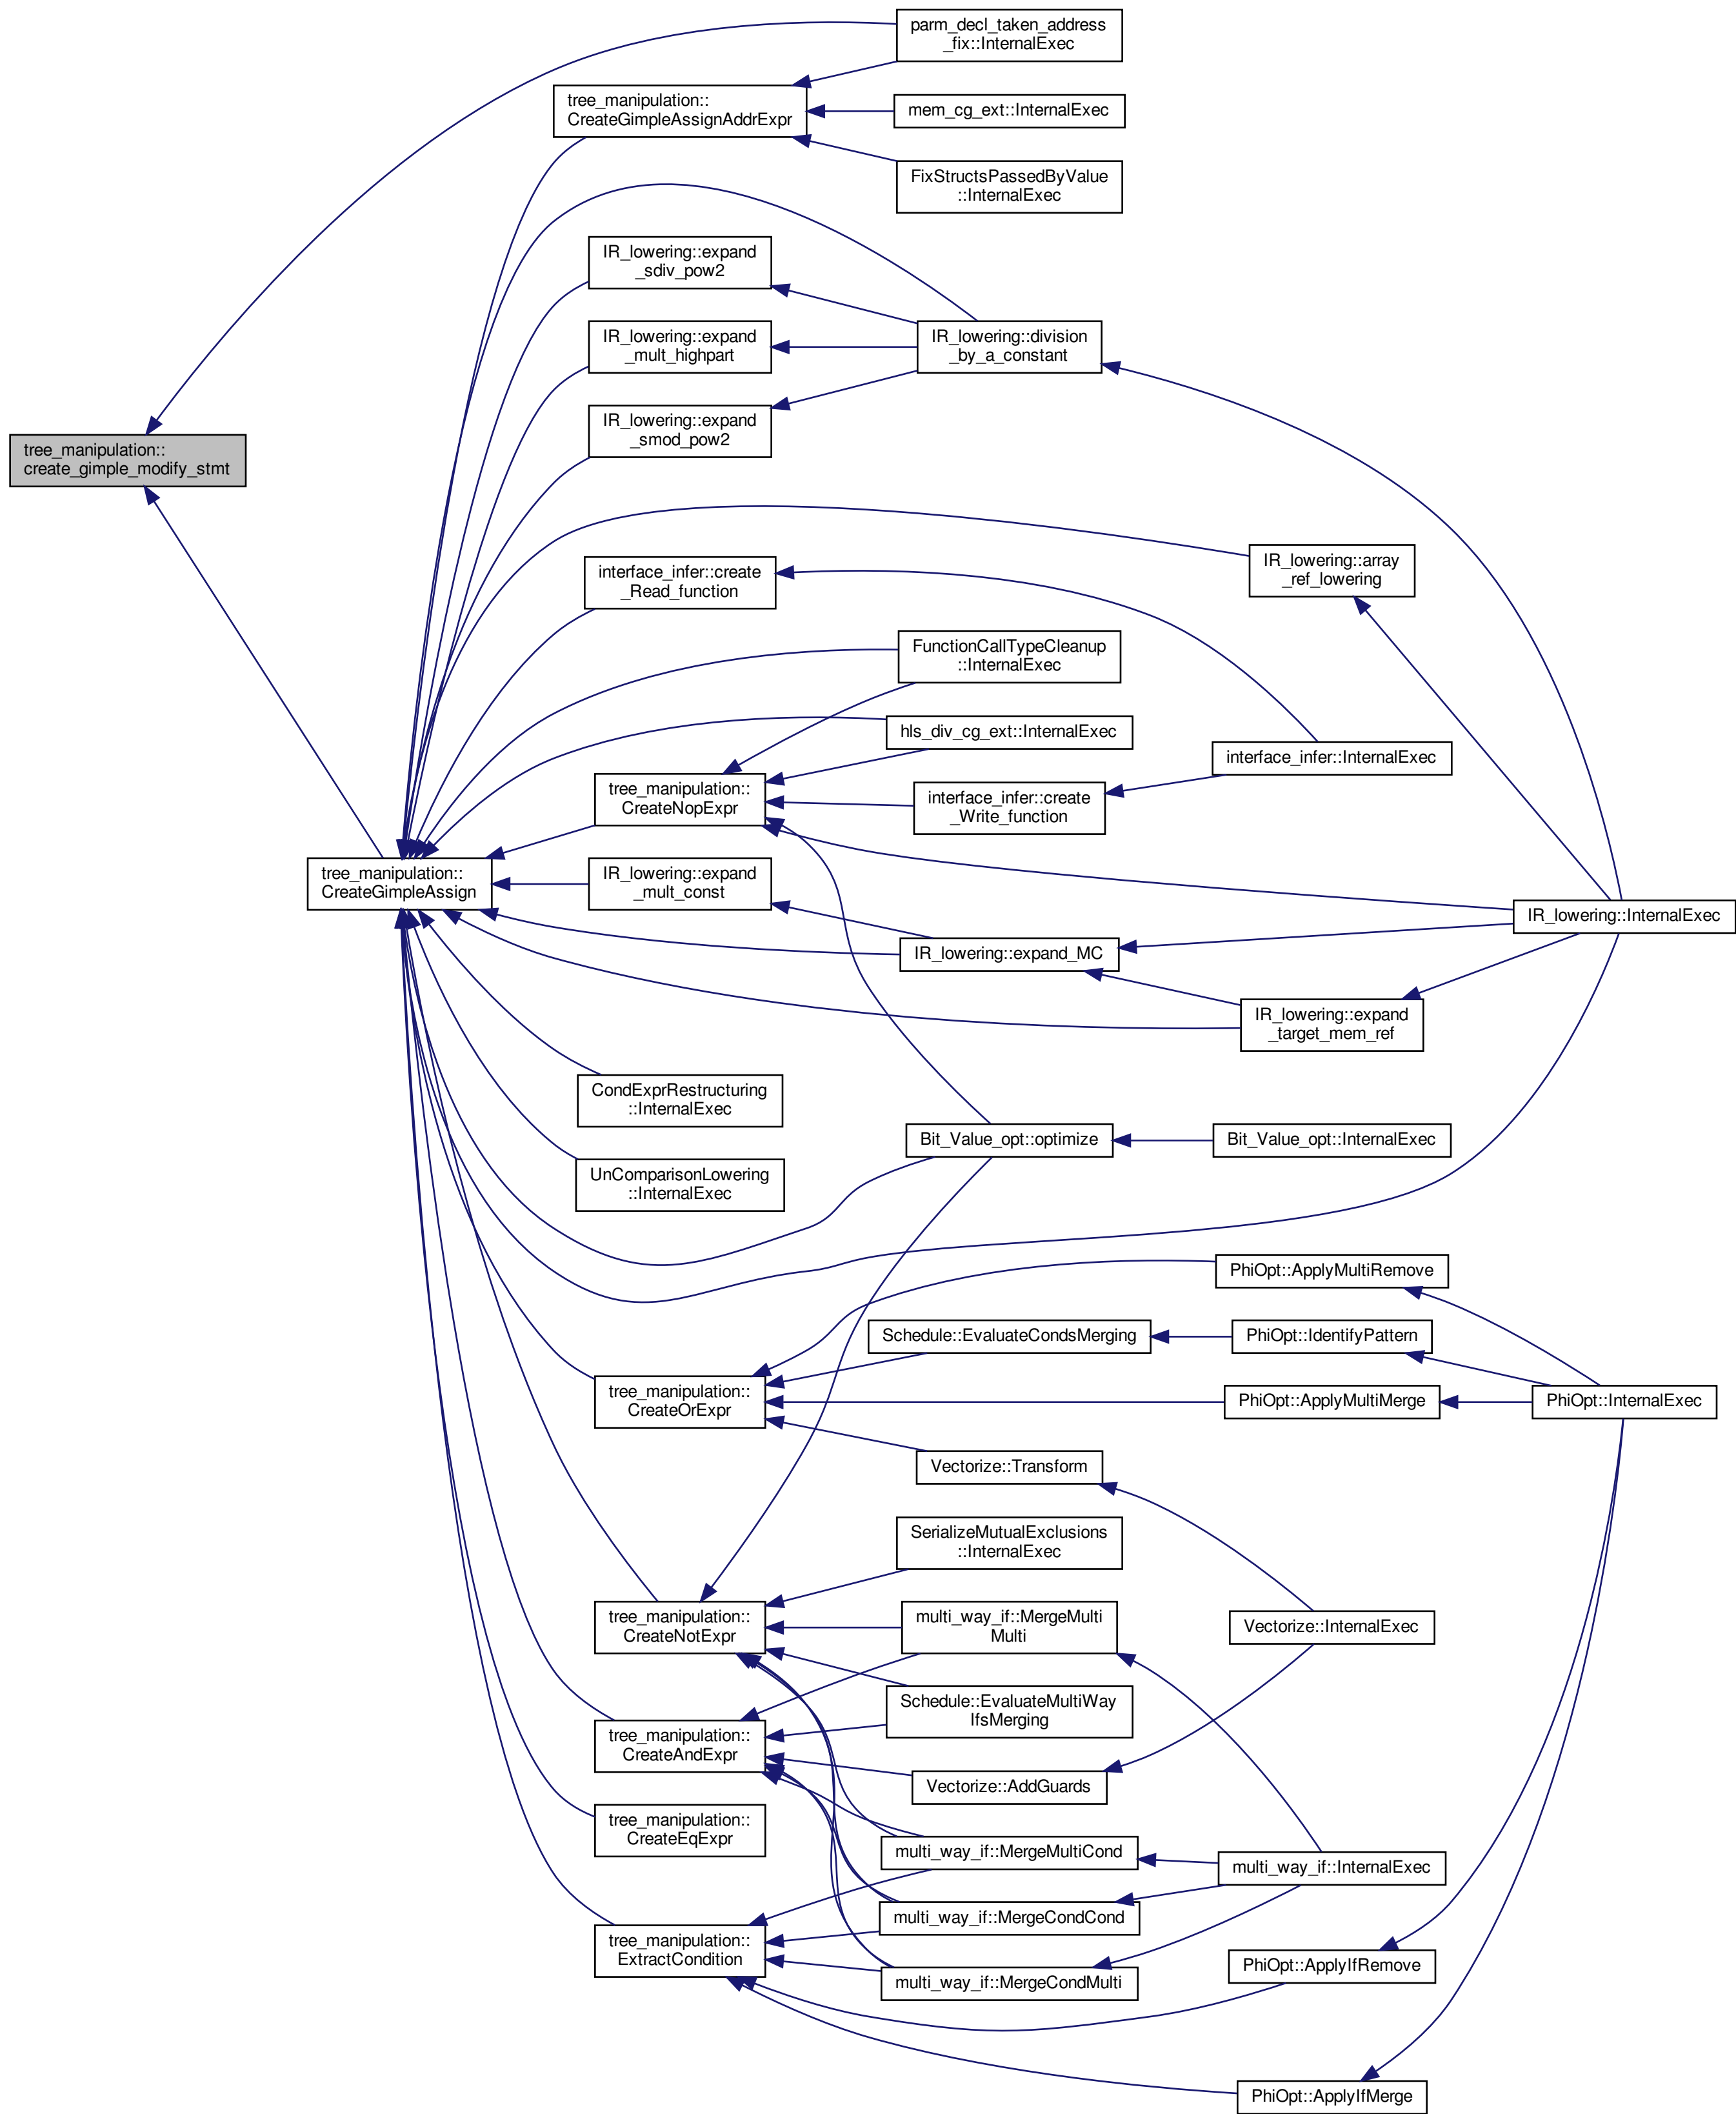 parm_decl_taken_address
_fix::InternalExec
tree_manipulation::
CreateGimpleAssignAddrExpr
mem_cg_ext::InternalExec
FixStructsPassedByValue
::InternalExec
IR_lowering::expand
_sdiv_pow2
IR_lowering::expand
_mult_highpart
IR_lowering::division
_by_a_constant
IR_lowering::expand
_smod_pow2
tree_manipulation::
create_gimple_modify_stmt
interface_infer::create
_Read_function
IR_lowering::array
_ref_lowering
FunctionCallTypeCleanup
::InternalExec
hls_div_cg_ext::InternalExec
interface_infer::InternalExec
tree_manipulation::
CreateNopExpr
interface_infer::create
_Write_function
tree_manipulation::
CreateGimpleAssign
IR_lowering::expand
_mult_const
IR_lowering::InternalExec
IR_lowering::expand_MC
IR_lowering::expand
_target_mem_ref
CondExprRestructuring
::InternalExec
Bit_Value_opt::optimize
Bit_Value_opt::InternalExec
UnComparisonLowering
::InternalExec
PhiOpt::ApplyMultiRemove
Schedule::EvaluateCondsMerging
PhiOpt::IdentifyPattern
tree_manipulation::
CreateOrExpr
PhiOpt::ApplyMultiMerge
PhiOpt::InternalExec
Vectorize::Transform
SerializeMutualExclusions
::InternalExec
tree_manipulation::
CreateNotExpr
multi_way_if::MergeMulti
Multi
Vectorize::InternalExec
Schedule::EvaluateMultiWay
IfsMerging
tree_manipulation::
CreateAndExpr
Vectorize::AddGuards
tree_manipulation::
CreateEqExpr
multi_way_if::MergeMultiCond
multi_way_if::InternalExec
multi_way_if::MergeCondCond
tree_manipulation::
ExtractCondition
PhiOpt::ApplyIfRemove
multi_way_if::MergeCondMulti
PhiOpt::ApplyIfMerge